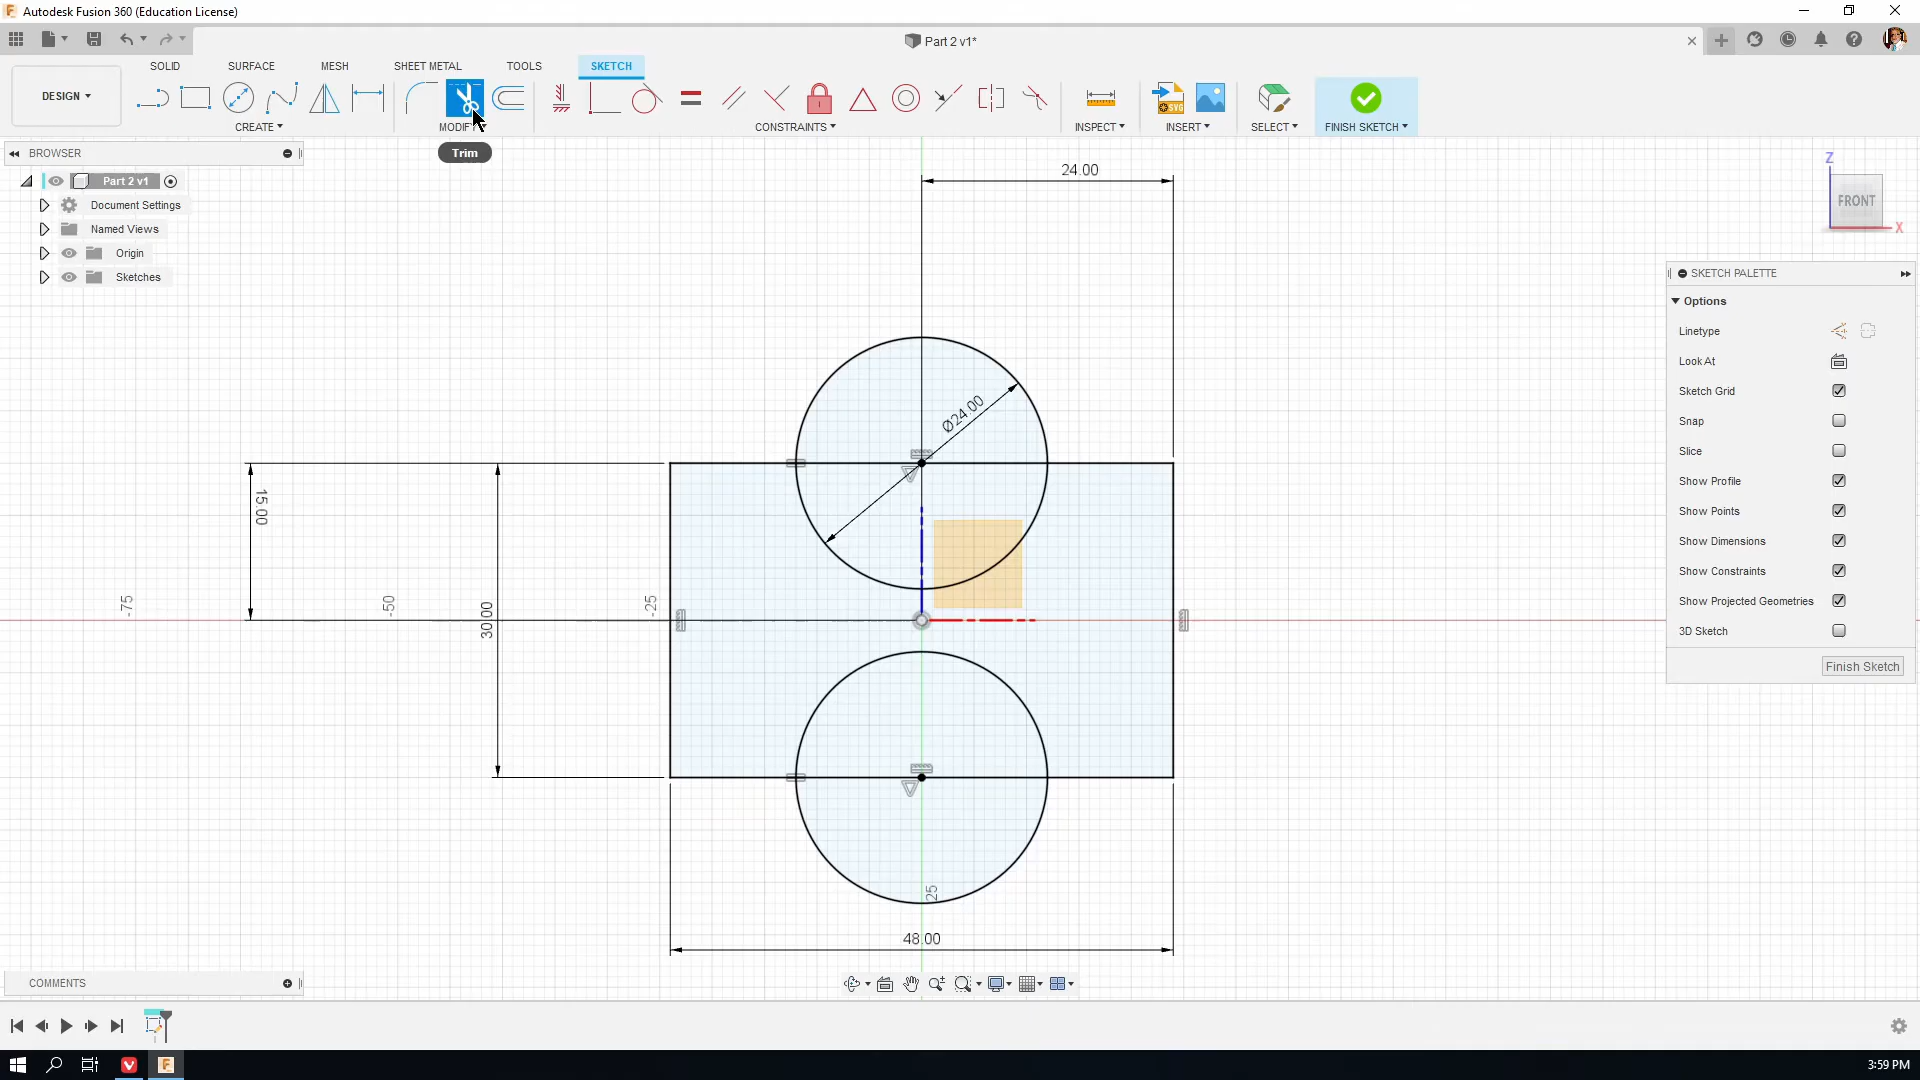 Autodesk Fusion 360 (Education License)
Part 2 v1*
DESIGN
SOLID
SURFACE
MESH
SHEET METAL
TOOLS
SKETCH
CREATE
MODIFY
CONSTRAINTS
INSPECT
INSERT
SELECT
FINISH SKETCH
SVG
Trim
BROWSER
Part 2 v1
Document Settings
Named Views
Origin
Sketches
24.00
Ø24.00
15.00
30.00
-75
-50
-25
25
48.00
Z
FRONT
X
SKETCH PALETTE
Options
Linetype
Look At
Sketch Grid
Snap
Slice
Show Profile
Show Points
Show Dimensions
Show Constraints
Show Projected Geometries
3D Sketch
Finish Sketch
COMMENTS
3:59 PM